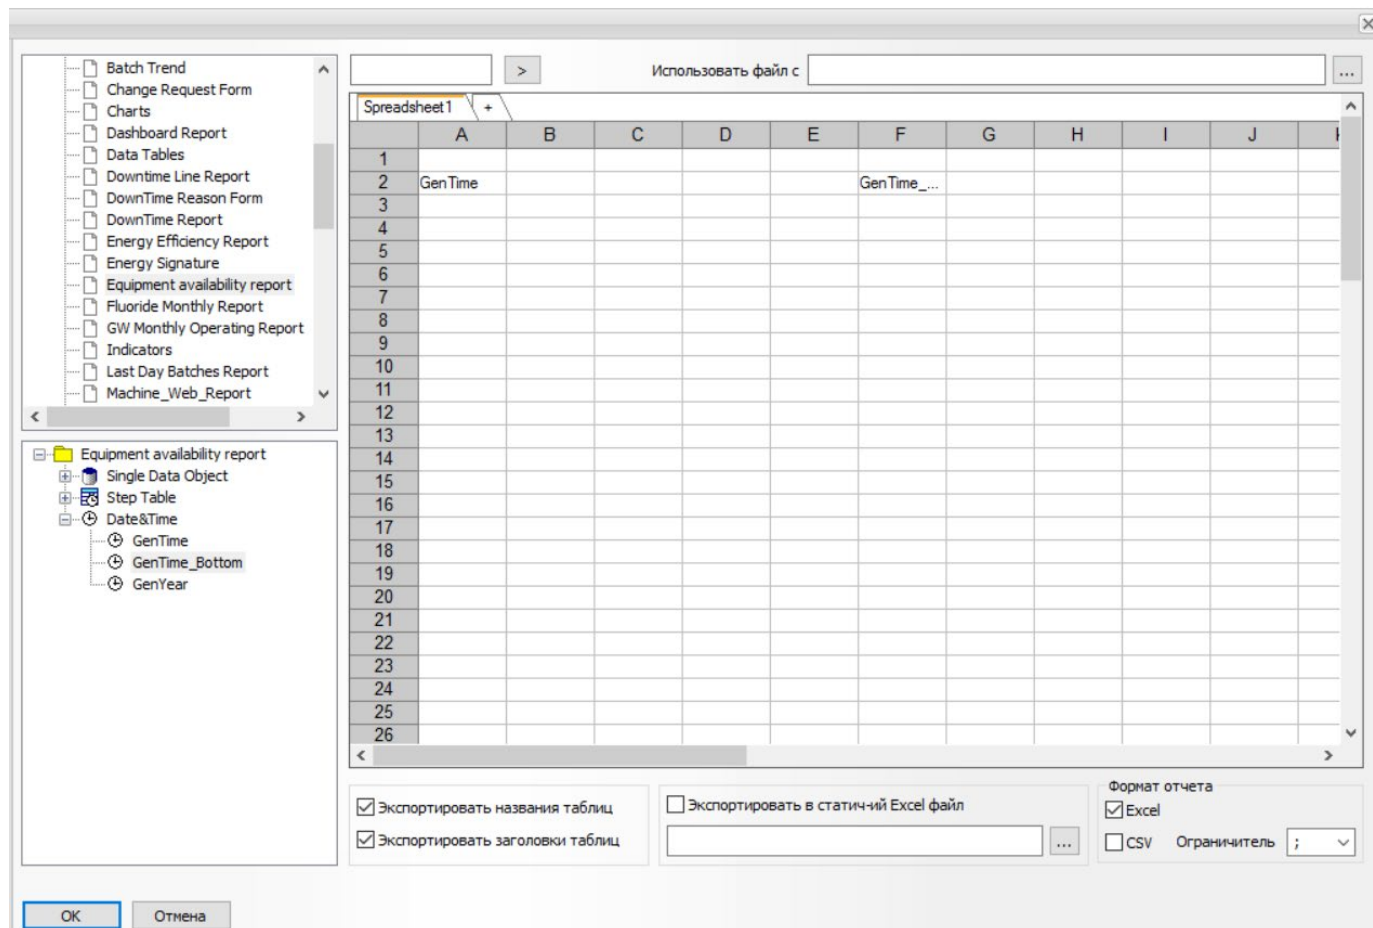 Batch Trend
Change Request Form
Charts
Dashboard Report
Data Tables
Downtime Line Report
DownTime Reason Form
DownTime Report
Energy Efficiency Report
Energy Signature
Equipment availability report
Fluoride Monthly Report
GW Monthly Operating Report
Indicators
Last Day Batches Report
Machine_Web_Report
Equipment availability report
Single Data Object
Step Table
Date&Time
GenTime
GenTime_Bottom
GenYear
> Использовать файл с ...
Spreadsheet1 +
A B C D E F G H I J
1
2 GenTime GenTime_...
3
4
5
6
7
8
9
10
11
12
13
14
15
16
17
18
19
20
21
22
23
24
25
26
Экспортировать названия таблиц
Экспортировать заголовки таблиц
Экспортировать в статич-ий Excel файл
...
Формат отчета
Excel
CSV Ограничитель ;
OK Отмена